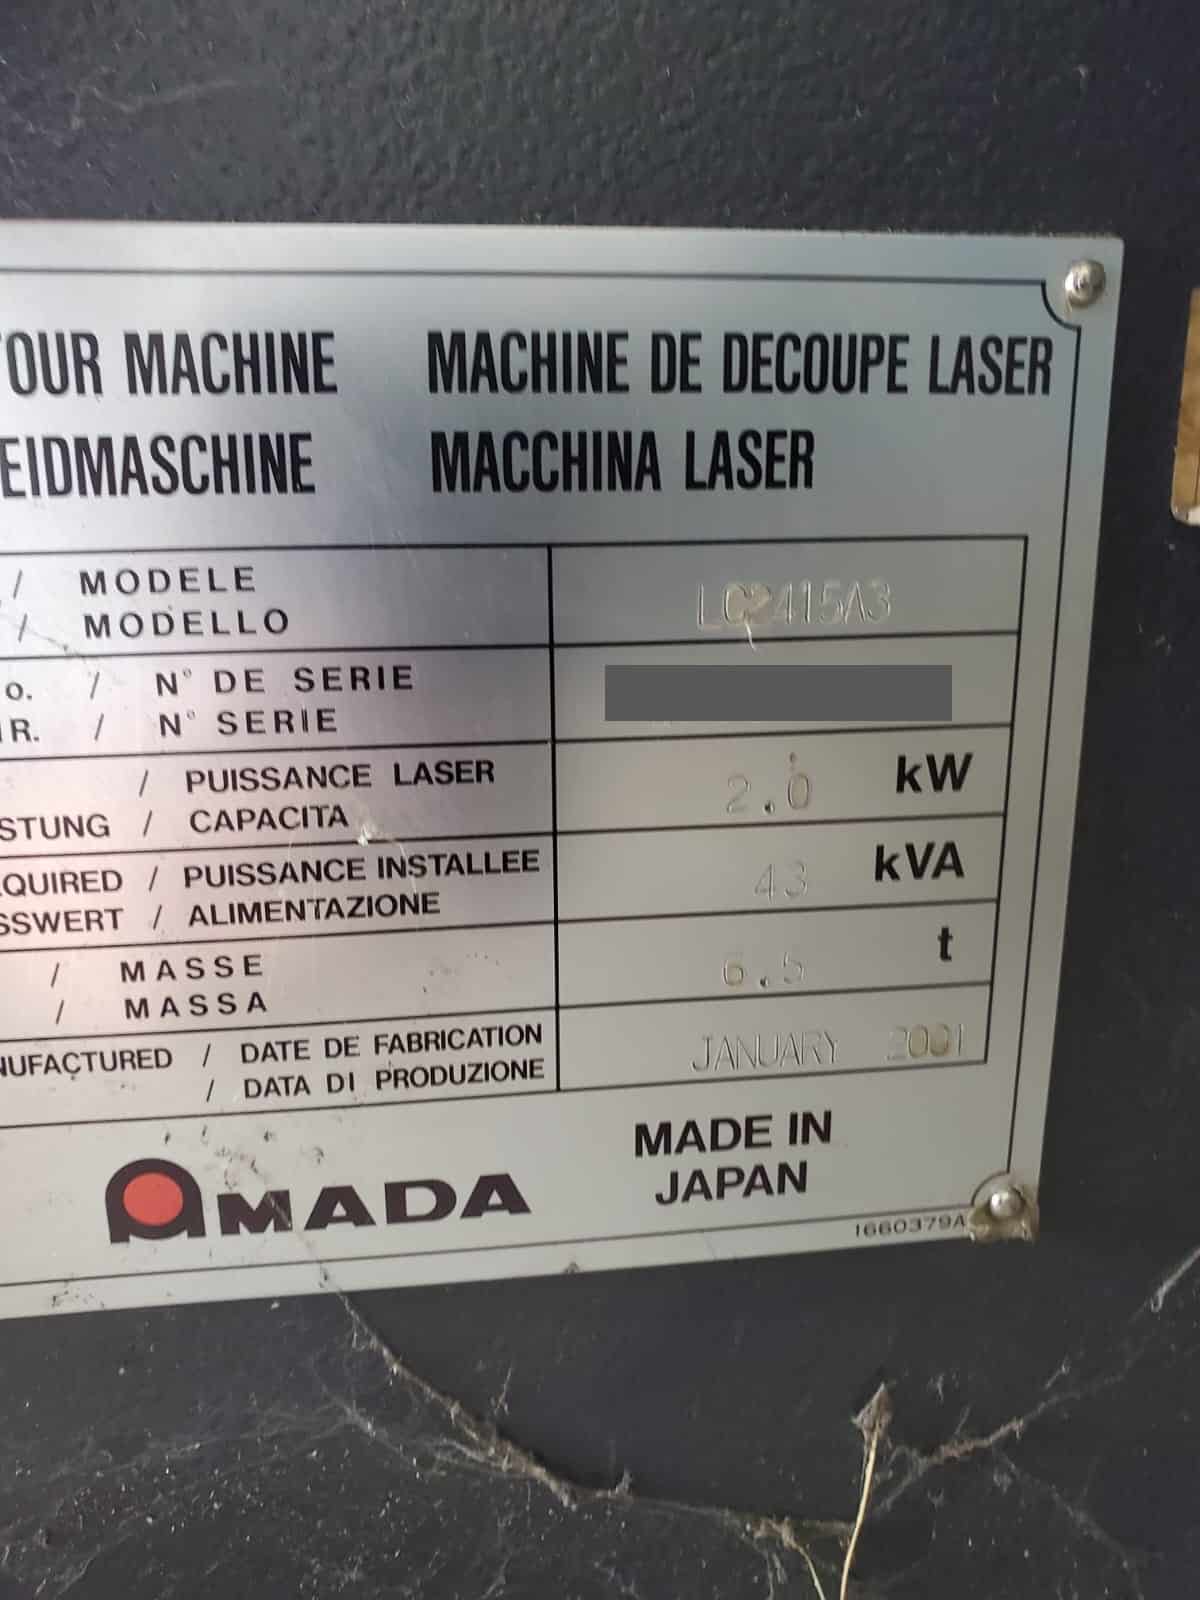 OUR MACHINE MACHINE DE DECOUPE LASER
EIDMASCHINE MACCHINA LASER
/ MODELE LC2415A3
/ MODELLO
o. / N° DE SERIE
R. / N° SERIE
/ PUISSANCE LASER 2.0 kW
STUNG / CAPACITA
QUIRED / PUISSANCE INSTALLEE 43 kVA
SSWERT / ALIMENTAZIONE
/ MASSE 6.5 t
/ MASSA
NUFACTURED / DATE DE FABRICATION JANUARY 2001
/ DATA DI PRODUZIONE
AMADA MADE IN
JAPAN
1660379A